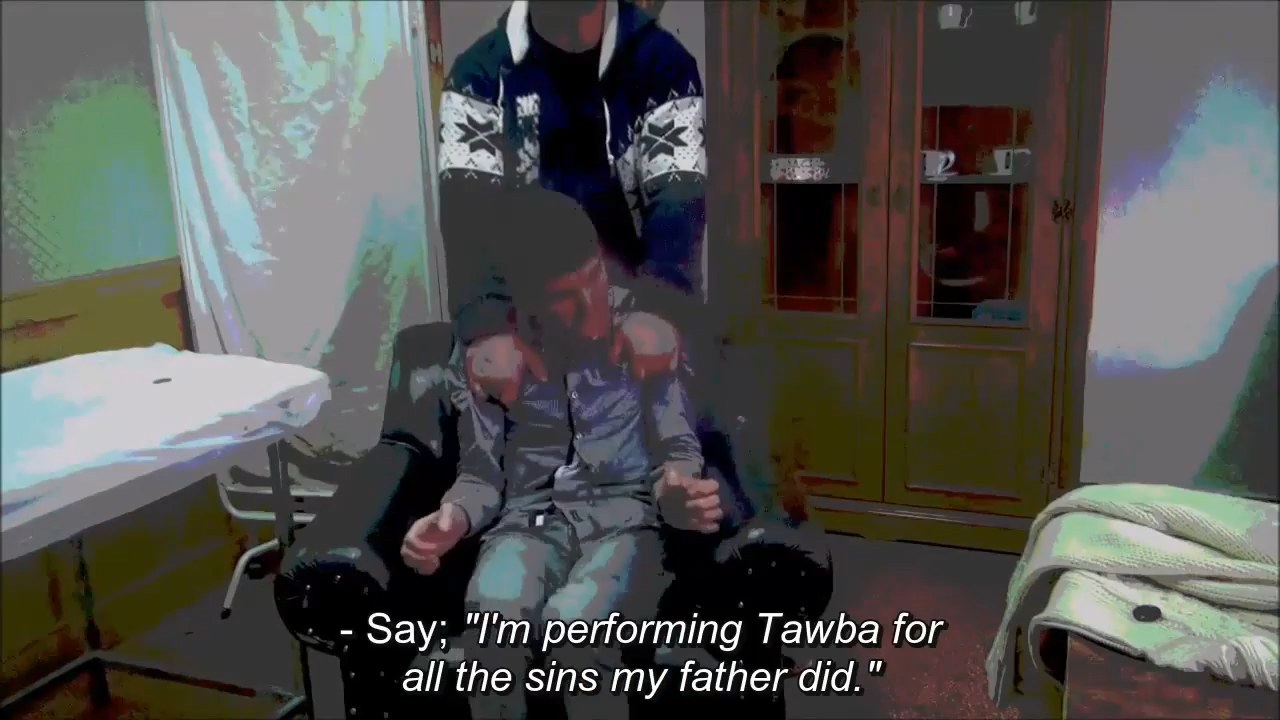 - Say; "I'm performing Tawba for
all the sins my father did."